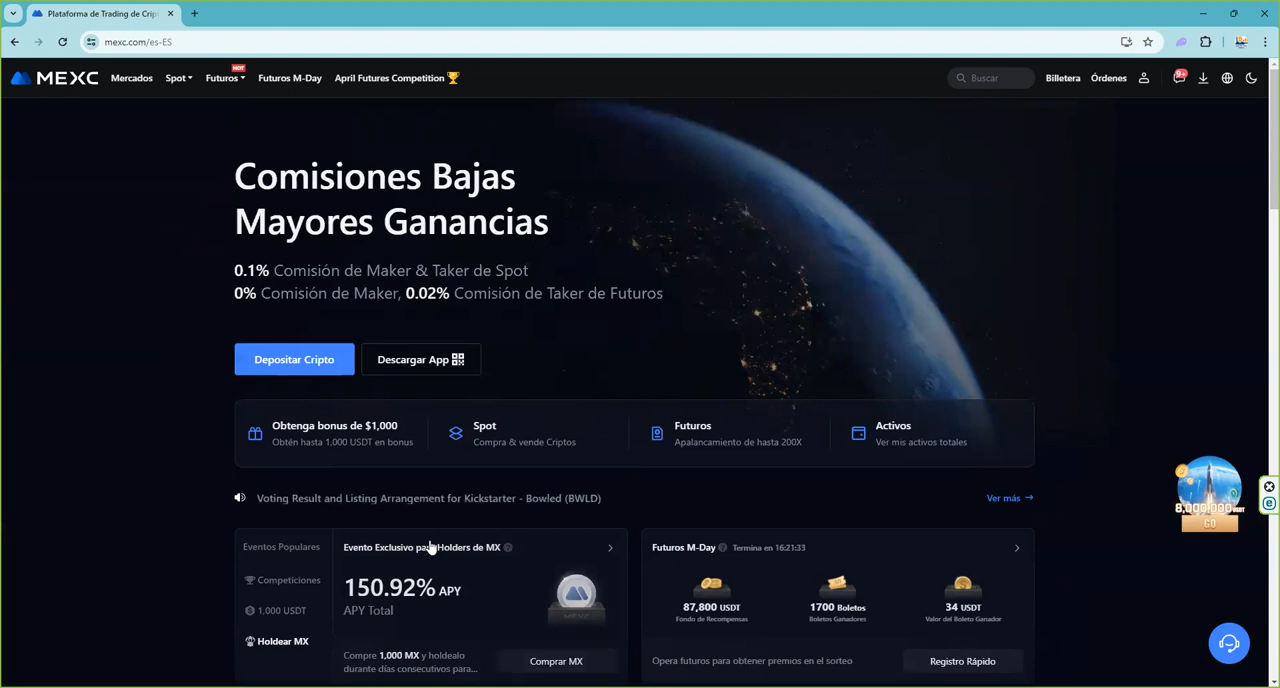 Plataforma de Trading de Crip
mexc.com/es-ES
MEXC Mercados Spot Futuros HOT Futuros M-Day April Futures Competition Buscar Billetera Órdenes 9+
Comisiones Bajas
Mayores Ganancias
0.1% Comisión de Maker & Taker de Spot
0% Comisión de Maker, 0.02% Comisión de Taker de Futuros
Depositar Cripto Descargar App
Obtenga bonus de $1,000
Obtén hasta 1,000 USDT en bonus
Spot
Compra & vende Criptos
Futuros
Apalancamiento de hasta 200X
Activos
Ver mis activos totales
Voting Result and Listing Arrangement for Kickstarter - Bowled (BWLD) Ver más →
8,000,000 USDT
GO
Eventos Populares
Competiciones
1,000 USDT
Holdear MX
Evento Exclusivo para Holders de MX
150.92% APY
APY Total
MEXC
Compre 1,000 MX y holdealo
durante días consecutivos para...
Comprar MX
Futuros M-Day Termina en 16:21:33
87,800 USDT
Fondo de Recompensas
1700 Boletos
Boletos Ganadores
34 USDT
Valor del Boleto Ganador
Opera futuros para obtener premios en el sorteo
Registro Rápido